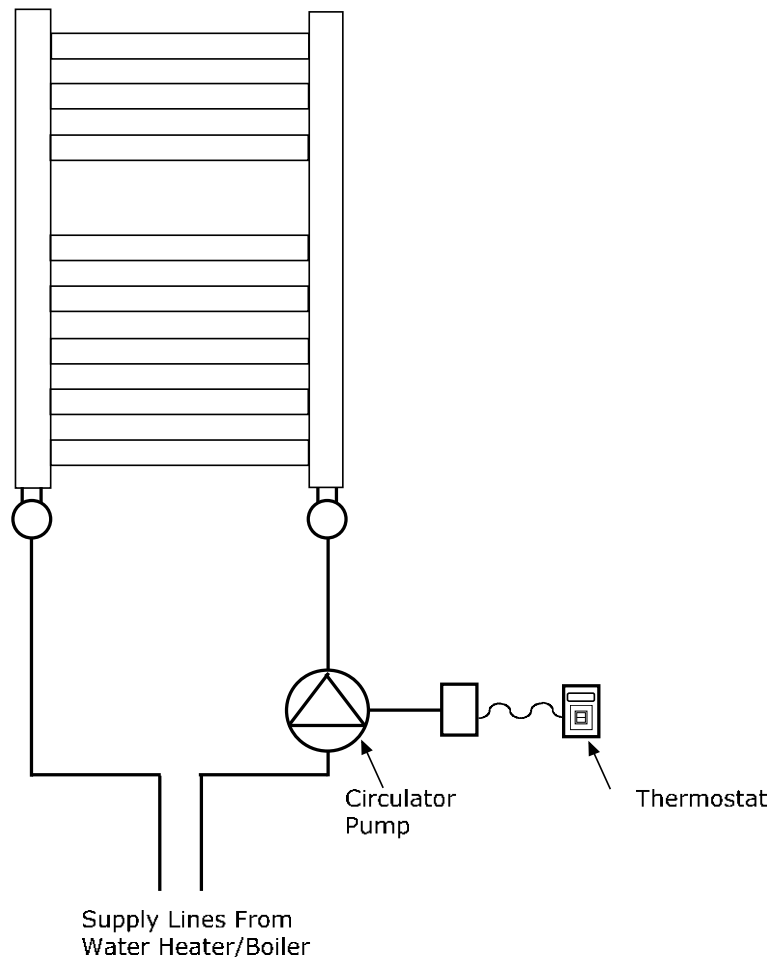 Circulator
Pump
Thermostat
Supply Lines From
Water Heater/Boiler